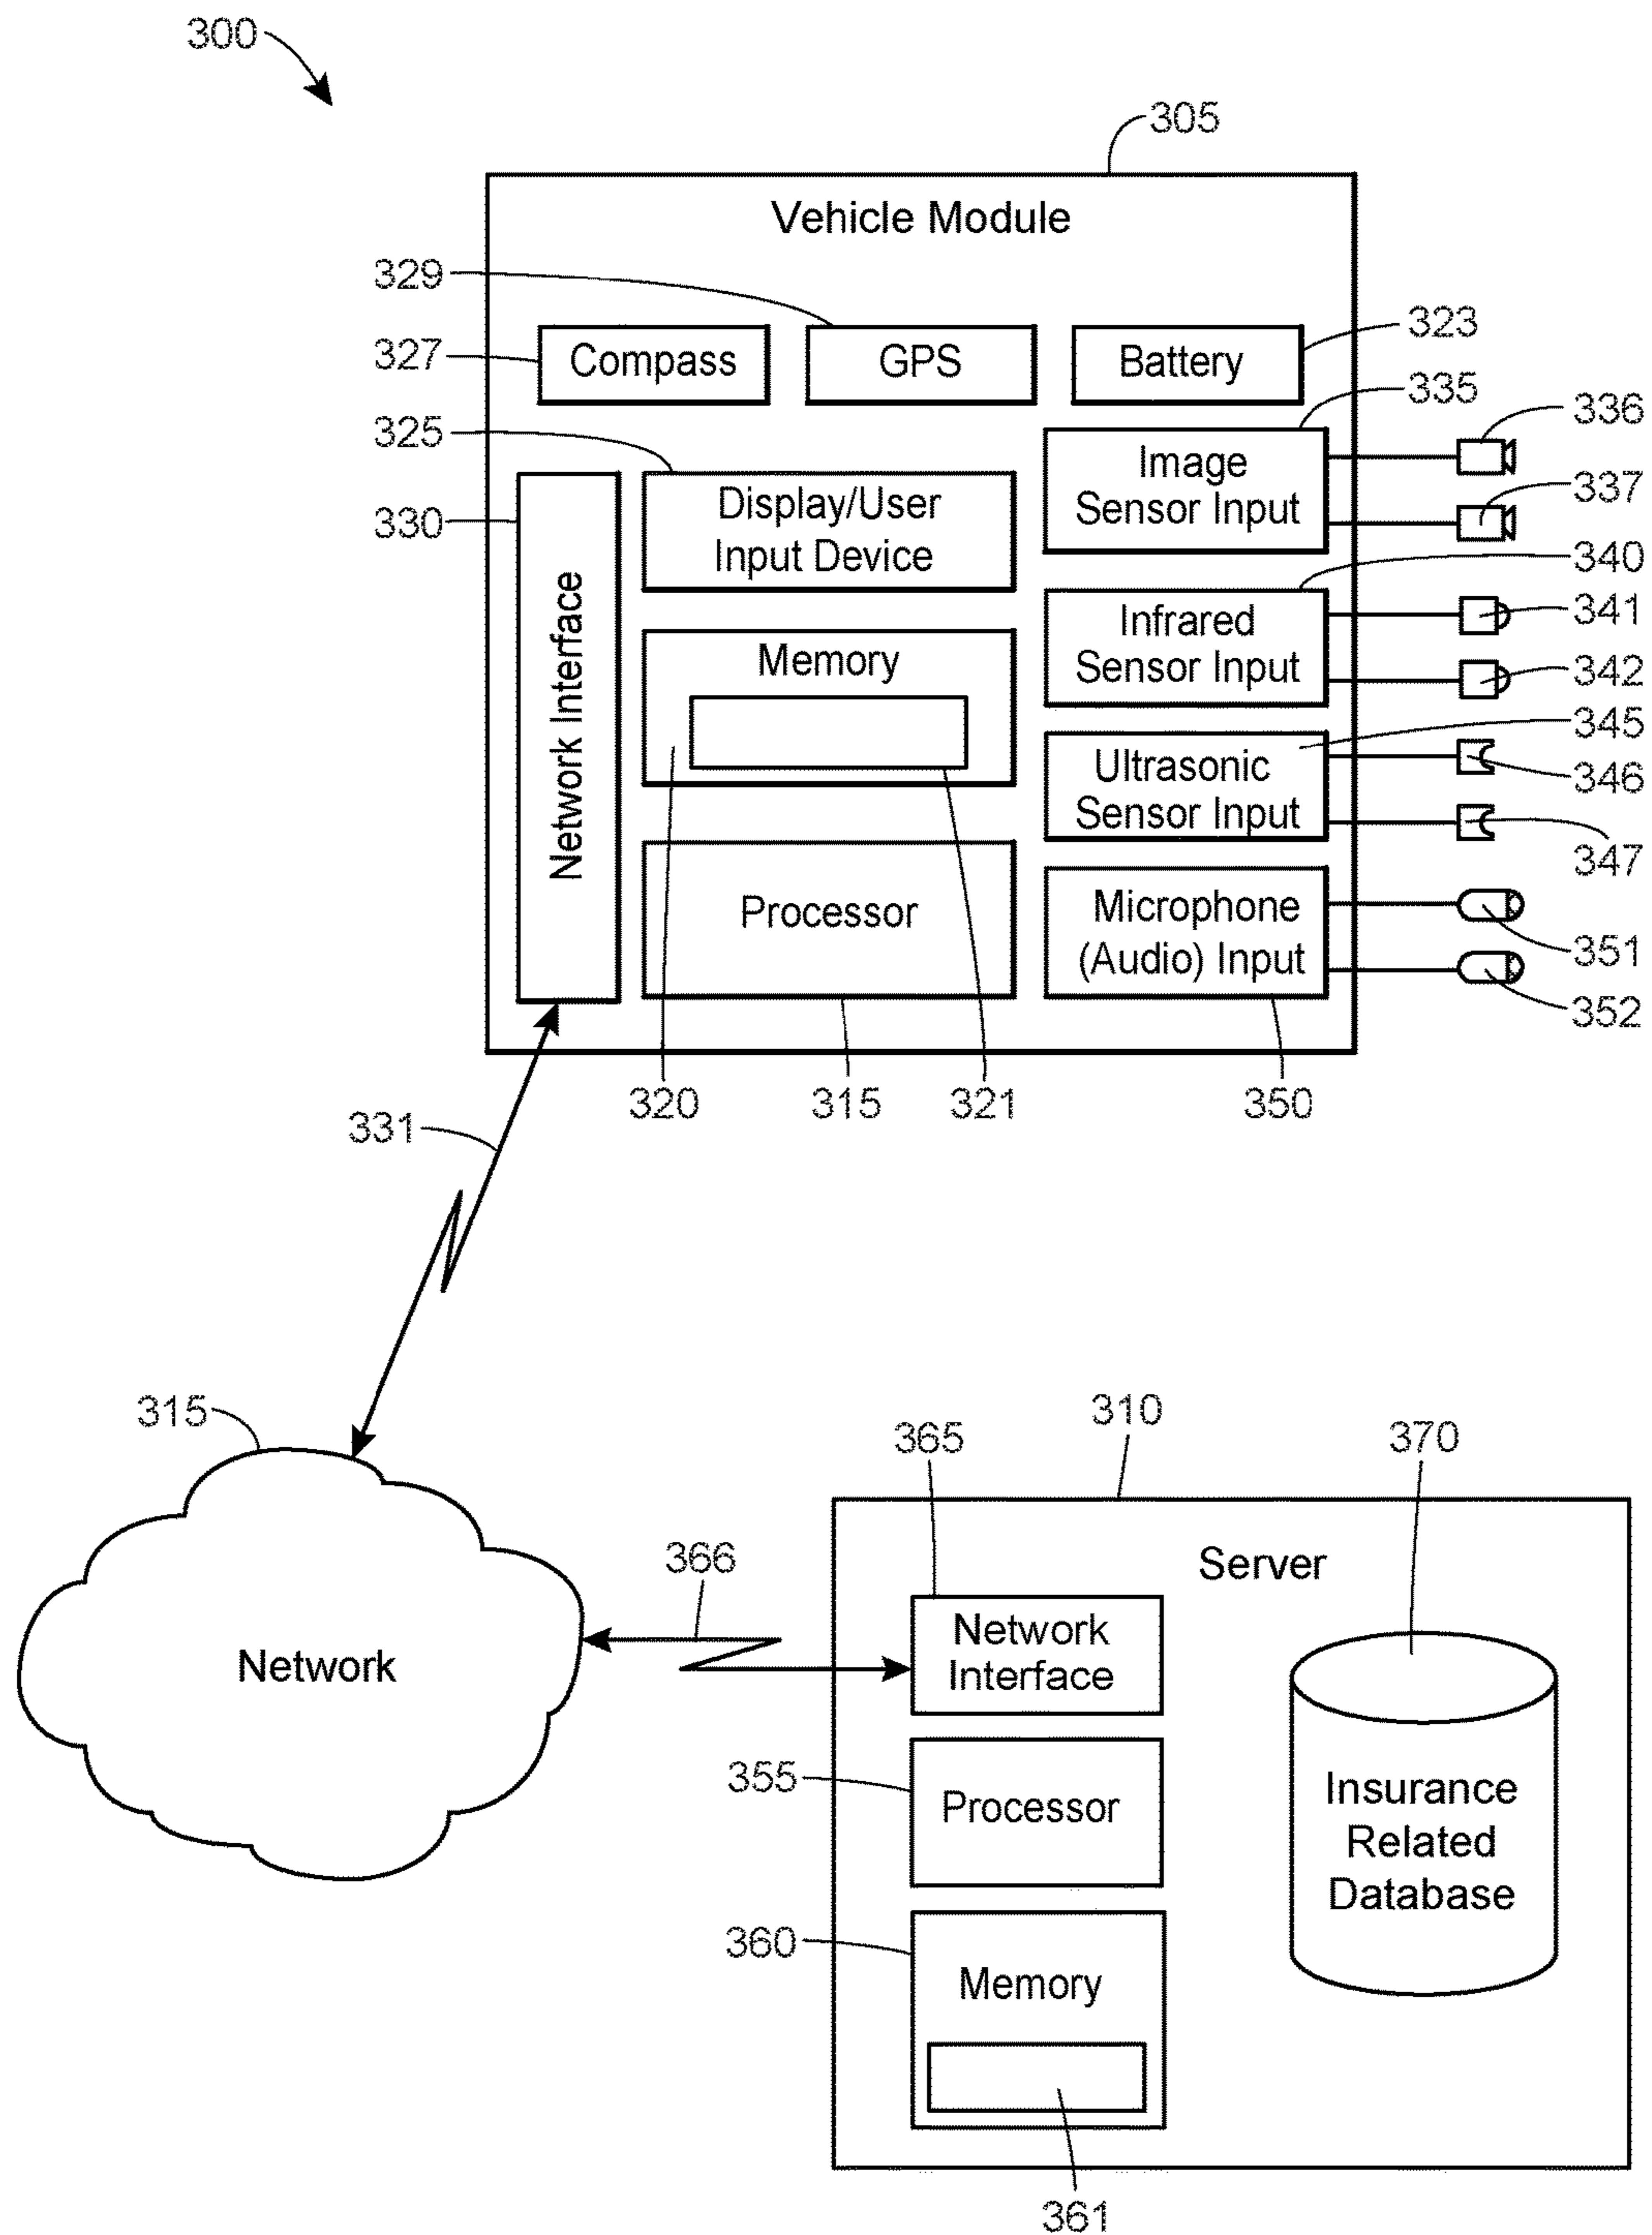 300
305
Vehicle Module
329
323
327
Compass
GPS
Battery
335
325
336
Image
Sensor Input
337
330
Display/User
Input Device
340
Network Interface
341
Infrared
Sensor Input
342
Memory
345
Ultrasonic
Sensor Input
346
347
Processor
Microphone
(Audio) Input
351
352
320
315
321
350
331
315
310
365
370
Server
366
Network
Interface
Network
355
Processor
Insurance
Related
Database
360
Memory
361